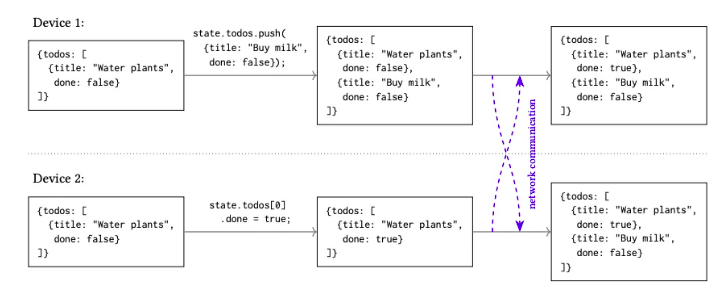 Device 1:
{todos: [
{title: "Water plants",
done: false}
]}
state.todos.push(
{title: "Buy milk",
done: false});
{todos: [
{title: "Water plants",
done: false},
{title: "Buy milk",
done: false}
]}
{todos: [
{title: "Water plants",
done: true},
{title: "Buy milk",
done: false}
]}
network communication
Device 2:
{todos: [
{title: "Water plants",
done: false}
]}
state.todos[0]
.done = true;
{todos: [
{title: "Water plants",
done: true}
]}
{todos: [
{title: "Water plants",
done: true},
{title: "Buy milk",
done: false}
]}